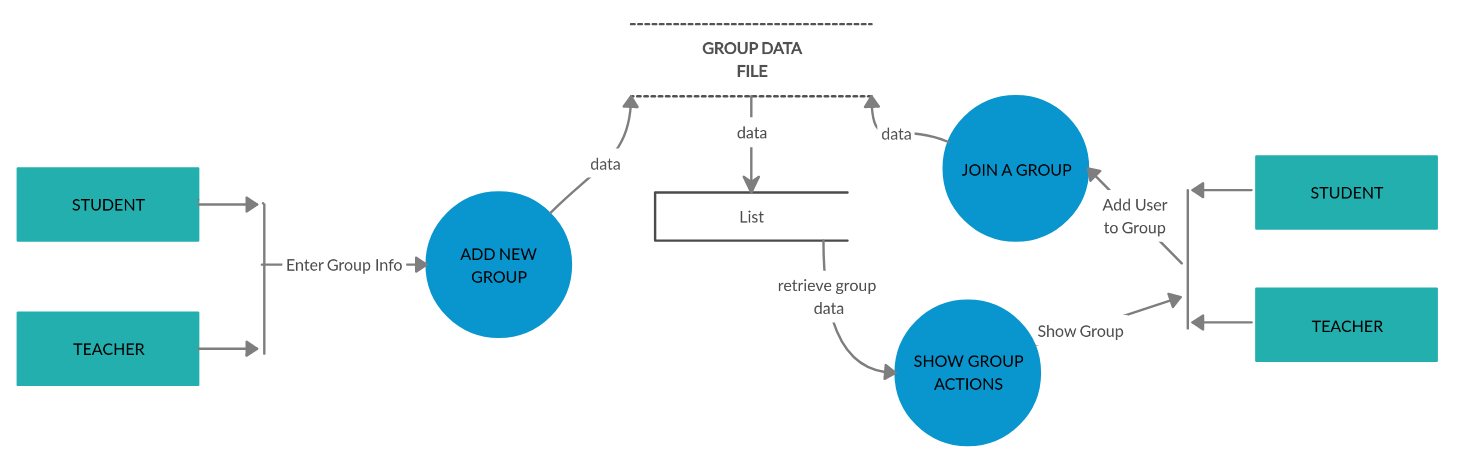 GROUP DATA
FILE
data
data
data
STUDENT
TEACHER
Enter Group Info
ADD NEW
GROUP
List
retrieve group
data
SHOW GROUP
ACTIONS
Show Group
JOIN A GROUP
Add User
to Group
STUDENT
TEACHER